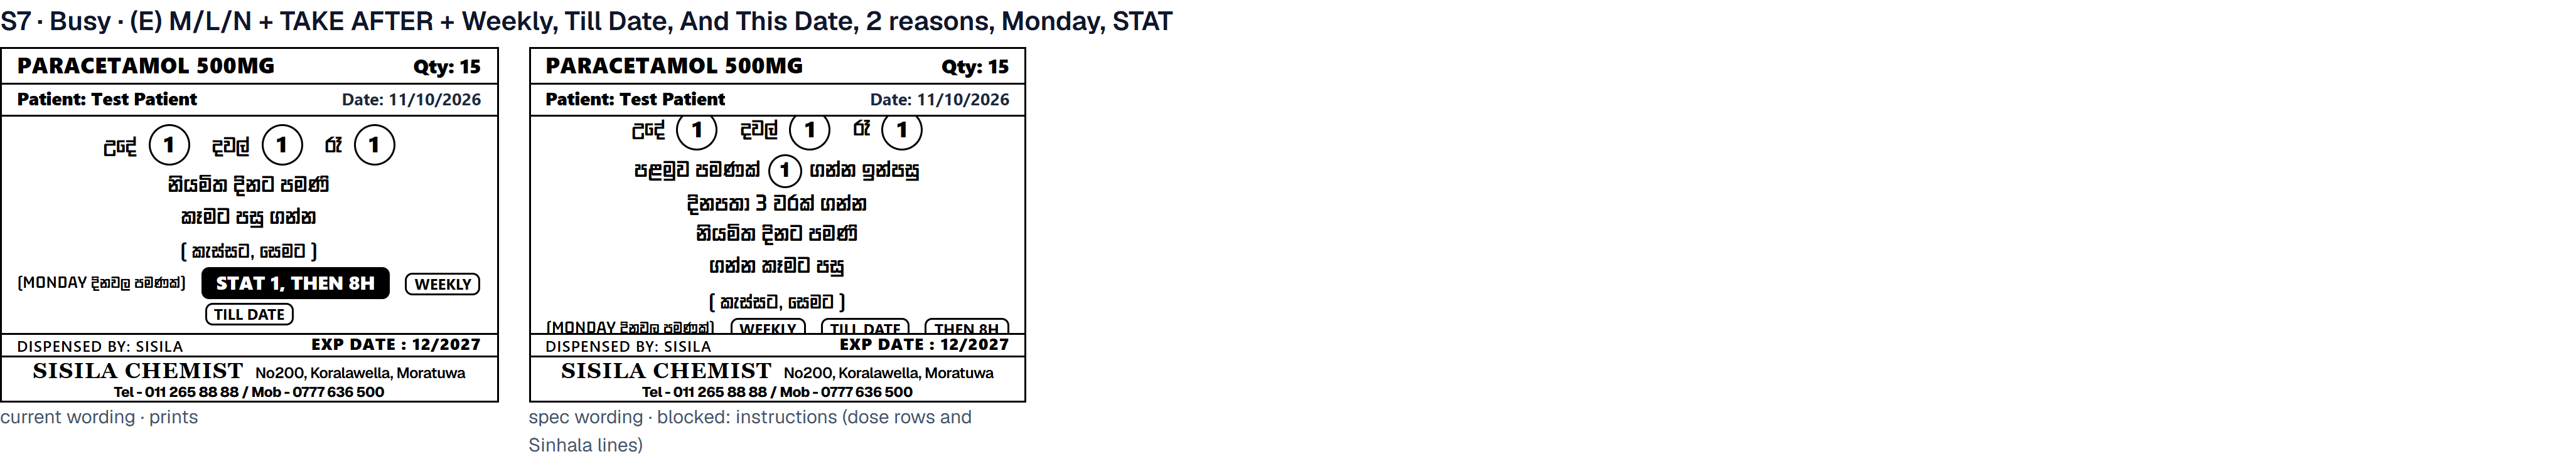 S7 · Busy · (E) M/L/N + TAKE AFTER + Weekly, Till Date, And This Date, 2 reasons, Monday, STAT
PARACETAMOL 500MG Qty: 15
Patient: Test Patient Date: 11/10/2026
උදේ 1 දවල් 1 රෑ 1
නියමිත දිනට පමණි
කෑමට පසු ගන්න
( කැස්සට, සෙමට )
(MONDAY දිනවල පමණක්) STAT 1, THEN 8H WEEKLY
TILL DATE
DISPENSED BY: SISILA EXP DATE : 12/2027
SISILA CHEMIST No200, Koralawella, Moratuwa
Tel - 011 265 88 88 / Mob - 0777 636 500
current wording · prints
PARACETAMOL 500MG Qty: 15
Patient: Test Patient Date: 11/10/2026
උදේ 1 දවල් 1 රෑ 1
පළමුව පමණක් 1 ගන්න ඉන්පසු
දිනපතා 3 වරක් ගන්න
නියමිත දිනට පමණි
ගන්න කෑමට පසු
( කැස්සට, සෙමට )
(MONDAY දිනවල පමණක්) WEEKLY TILL DATE THEN 8H
DISPENSED BY: SISILA EXP DATE : 12/2027
SISILA CHEMIST No200, Koralawella, Moratuwa
Tel - 011 265 88 88 / Mob - 0777 636 500
spec wording · blocked: instructions (dose rows and
Sinhala lines)